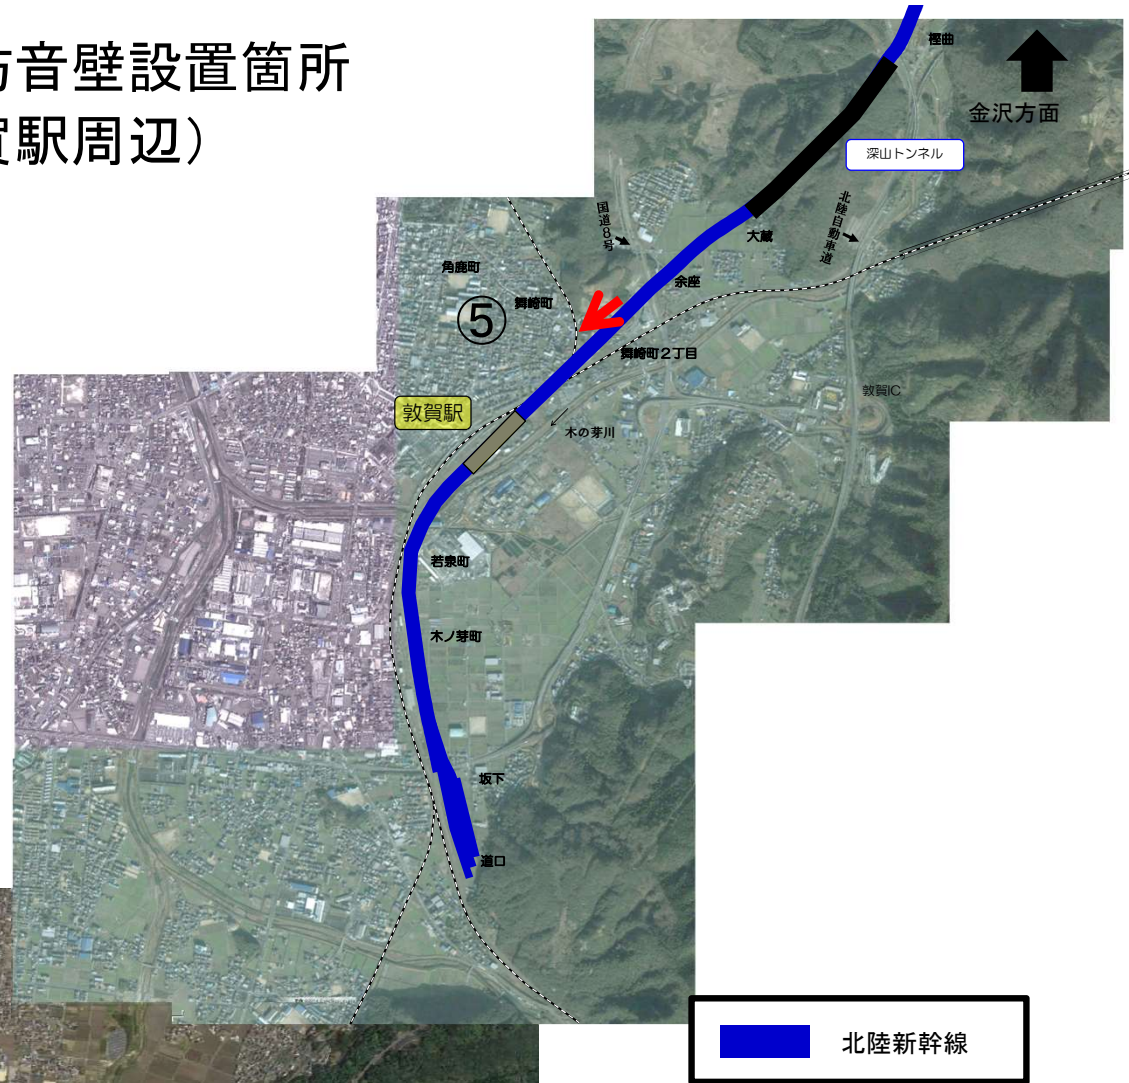 音壁設置箇所
賀駅周辺）
樫曲
金沢方面
深山トンネル
国道8号
北陸自動車道
大蔵
角鹿町
余座
舞崎町
⑤
舞崎町２丁目
敦賀IC
敦賀駅
木の芽川
若泉町
木ノ芽町
坂下
道口
北陸新幹線